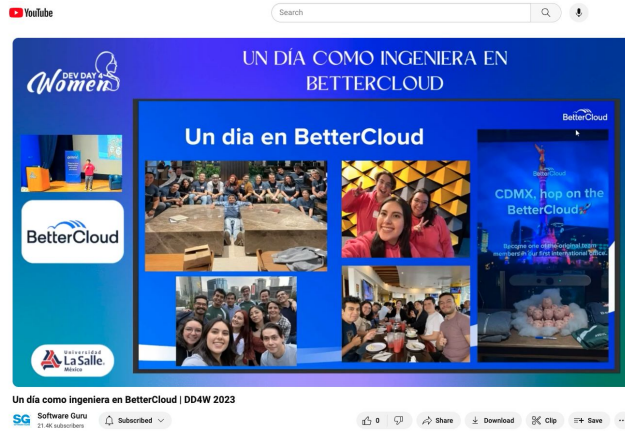 YouTube
Search
DEV DAY 4
Women
UN DÍA COMO INGENIERA EN
BETTERCLOUD
BetterCloud
Un dia en BetterCloud
BetterCloud
CDMX, hop on the
BetterCloud
Become one of the original team
members in our first international office.
BetterCloud
Universidad
La Salle
México
Un día como ingeniera en BetterCloud | DD4W 2023
SG
Software Guru
21.4K subscribers
Subscribed
0
Share
Download
Clip
Save